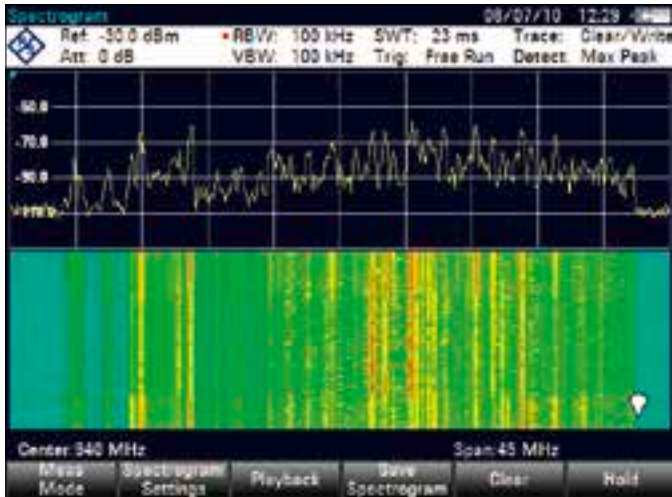 Spectrogram 08/07/10 12:29
Ref: -30.0 dBm • RBW: 100 kHz SWT: 23 ms Trace: Clear/Write
Att: 0 dB VBW: 100 kHz Trig: Free Run Detect: Max Peak
-50.0
-70.0
-90.0
-110.0
Center: 940 MHz Span: 45 MHz
Meas Mode
Spectrogram Settings
Playback
Save Spectrogram
Clear
Hold